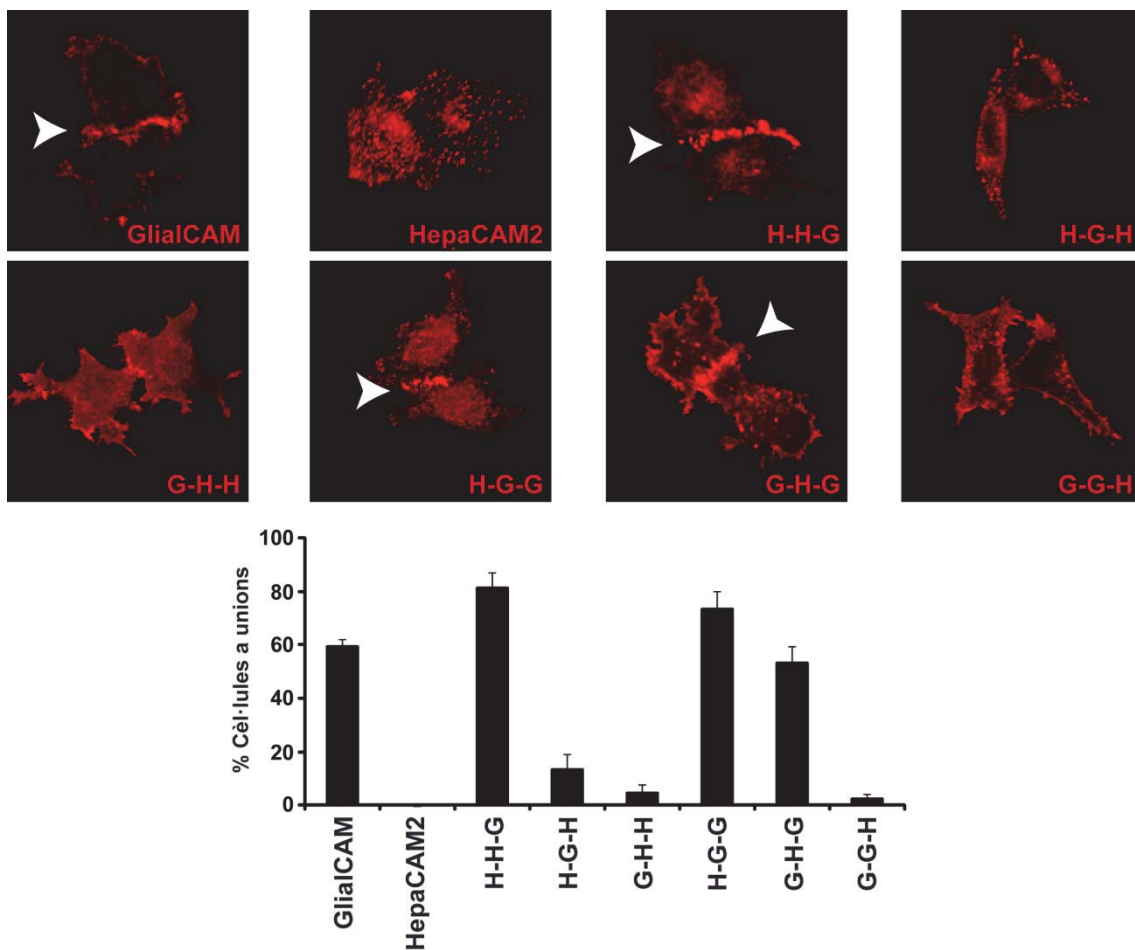 GlialCAM
HepaCAM2
H-H-G
H-G-H
G-H-H
H-G-G
G-H-G
G-G-H
% Cèl·lules a unions
100
80
60
40
20
0
GlialCAM
HepaCAM2
H-H-G
H-G-H
G-H-H
H-G-G
G-H-G
G-G-H